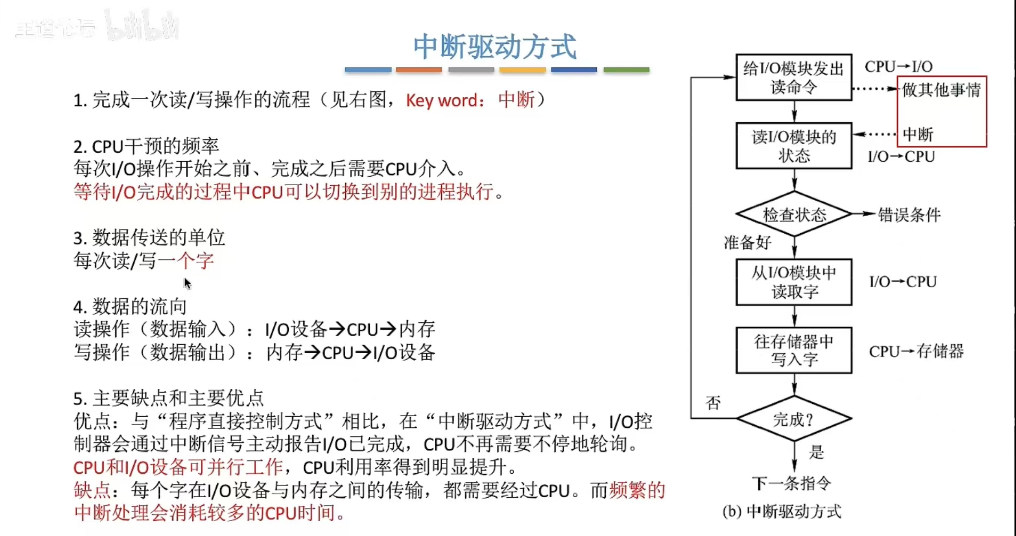 bilibili
中断驱动方式
1. 完成一次读/写操作的流程（见右图，Key word：中断）
2. CPU干预的频率
每次I/O操作开始之前、完成之后需要CPU介入。
等待I/O完成的过程中CPU可以切换到别的进程执行。
3. 数据传送的单位
每次读/写一个字
4. 数据的流向
读操作（数据输入）：I/O设备→CPU→内存
写操作（数据输出）：内存→CPU→I/O设备
5. 主要缺点和主要优点
优点：与“程序直接控制方式”相比，在“中断驱动方式”中，I/O控
制器会通过中断信号主动报告I/O已完成，CPU不再需要不停地轮询。
CPU和I/O设备可并行工作，CPU利用率得到明显提升。
缺点：每个字在I/O设备与内存之间的传输，都需要经过CPU。而频繁的
中断处理会消耗较多的CPU时间。
给I/O模块发出
读命令
CPU→I/O
做其他事情
中断
读I/O模块的
状态
I/O→CPU
检查状态
错误条件
准备好
从I/O模块中
读取字
I/O→CPU
往存储器中
写入字
CPU→存储器
否
完成？
是
下一条指令
(b) 中断驱动方式